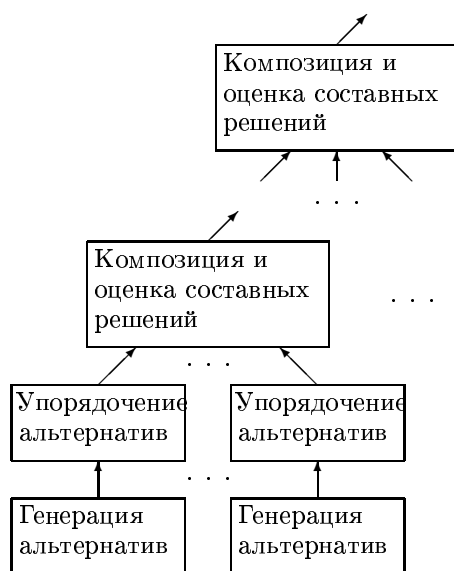 Композиция и
оценка составных
решений
. . .
Композиция и
оценка составных
решений
. . .
. . .
Упорядочение
альтернатив
Упорядочение
альтернатив
. . .
Генерация
альтернатив
Генерация
альтернатив